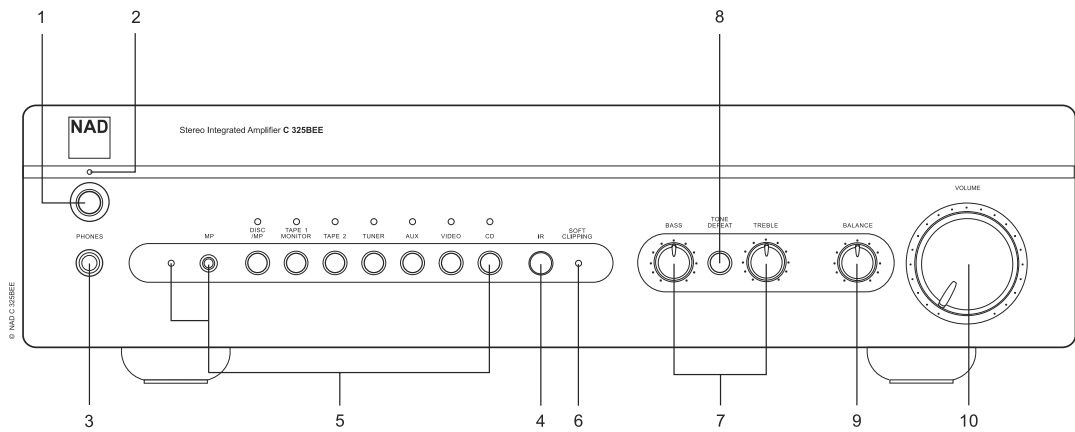 1 2 8
NAD
Stereo Integrated Amplifier C 325BEE
VOLUME
PHONES
MP
DISC
/MP
TAPE 1
MONITOR
TAPE 2
TUNER
AUX
VIDEO
CD
IR
SOFT
CLIPPING
BASS
TONE
DEFEAT
TREBLE
BALANCE
© NAD C 325BEE
3 5 4 6 7 9 10